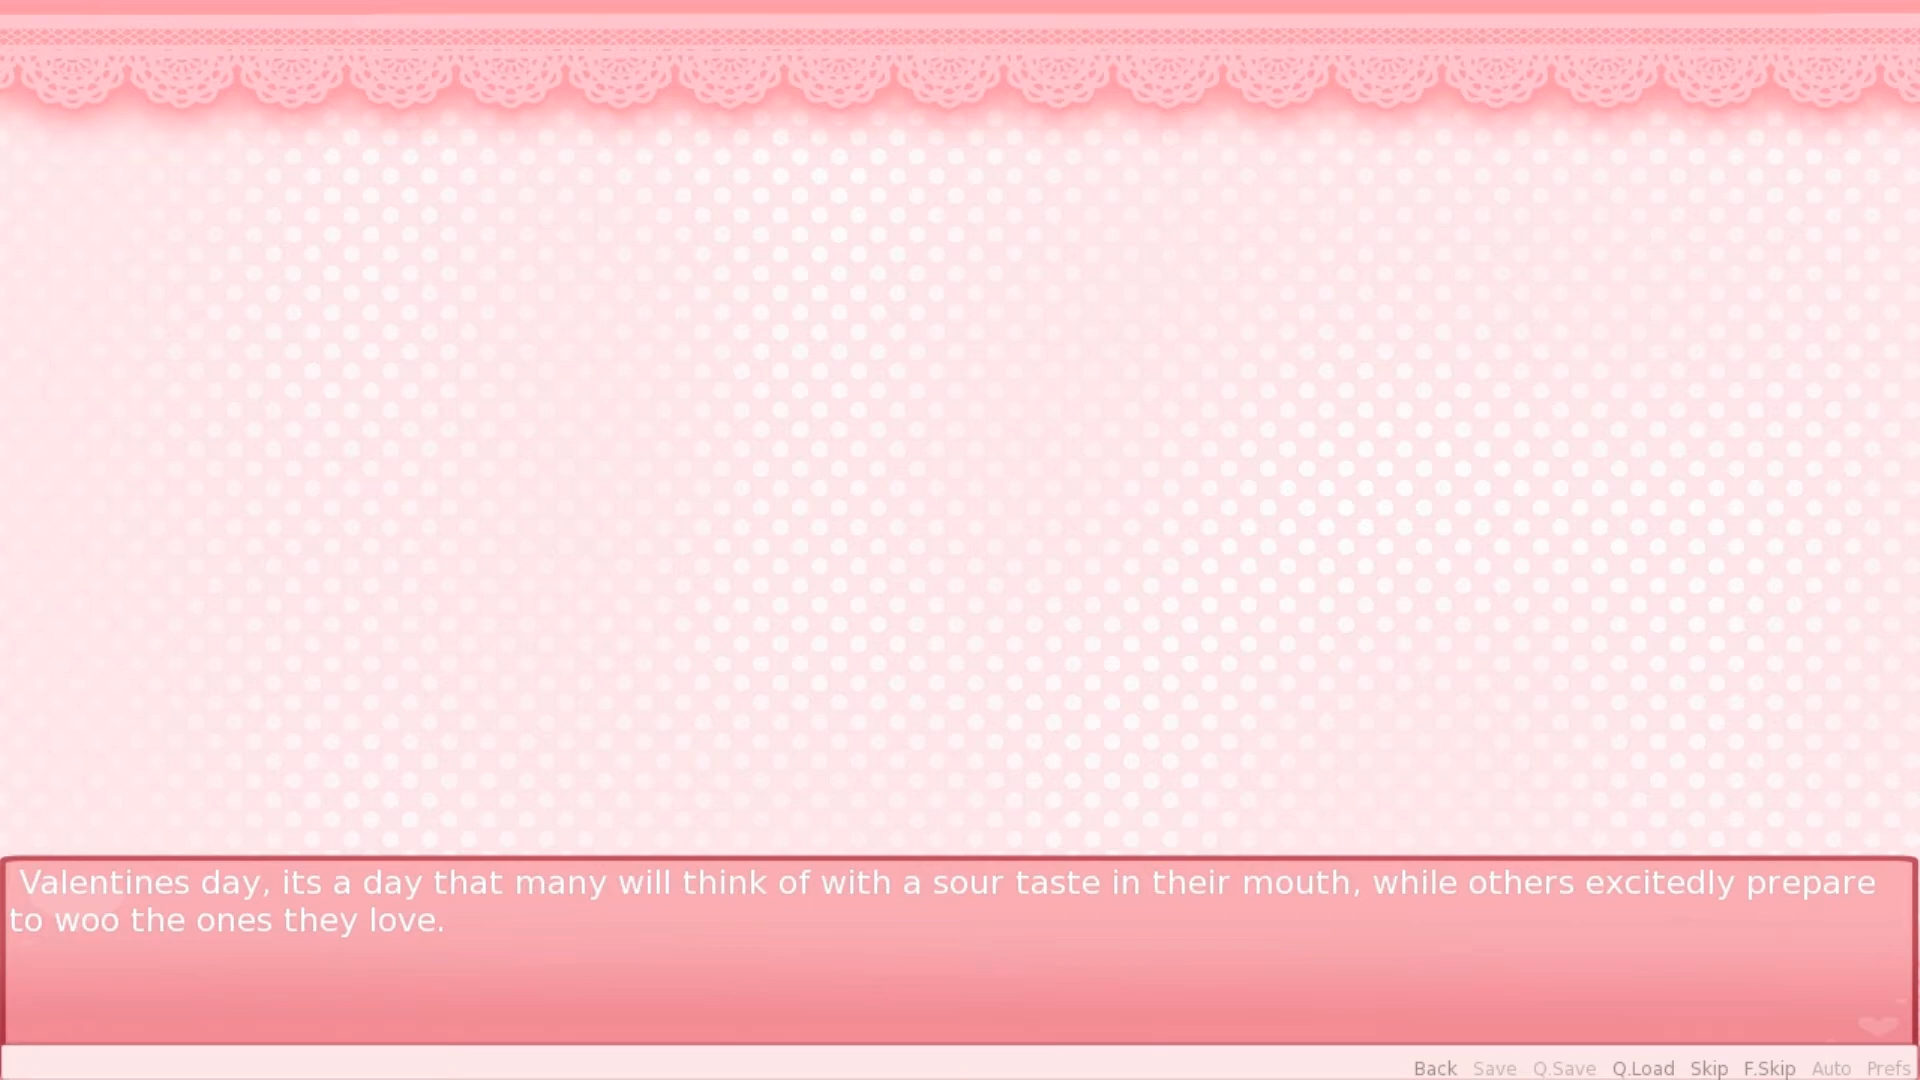 Valentines day, its a day that many will think of with a sour taste in their mouth, while others excitedly prepare
to woo the ones they love.
Back Save Q.Save Q.Load Skip F.Skip Auto Prefs